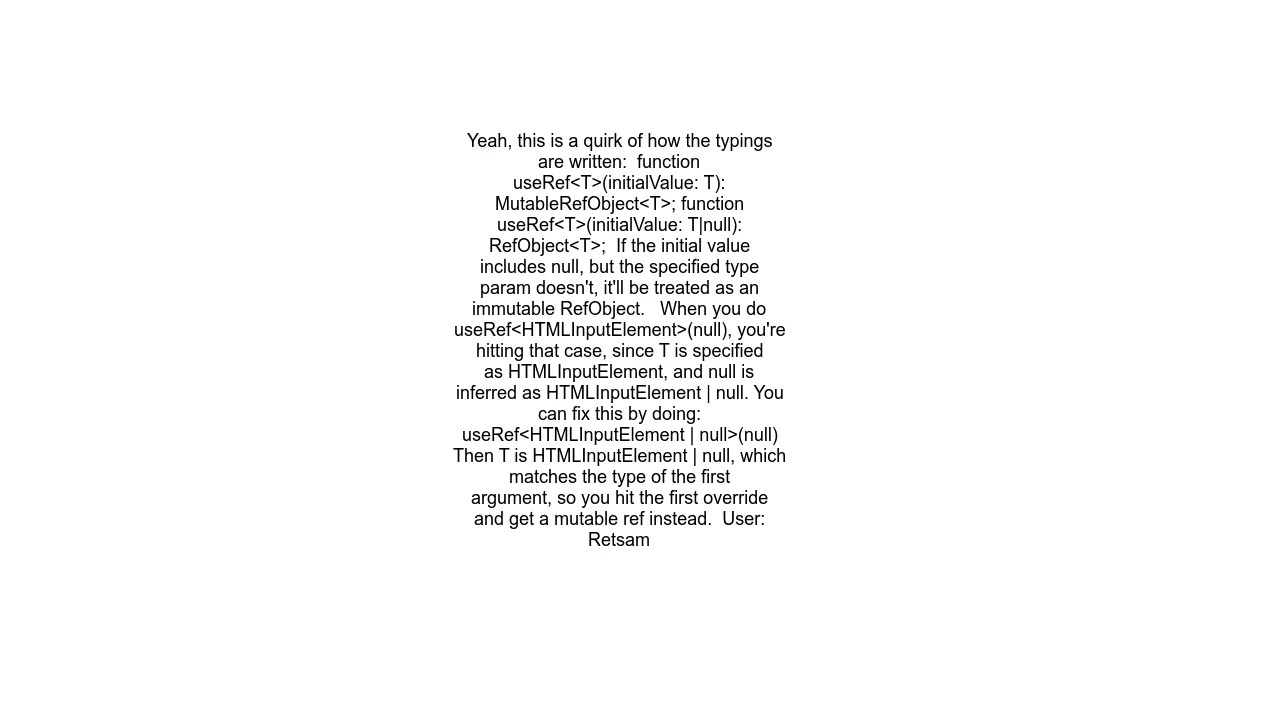 Yeah, this is a quirk of how the typings
are written:  function
useRef<T>(initialValue: T):
MutableRefObject<T>; function
useRef<T>(initialValue: T|null):
RefObject<T>;  If the initial value
includes null, but the specified type
param doesn't, it'll be treated as an
immutable RefObject.   When you do
useRef<HTMLInputElement>(null), you're
hitting that case, since T is specified
as HTMLInputElement, and null is
inferred as HTMLInputElement | null. You
can fix this by doing:
useRef<HTMLInputElement | null>(null)
Then T is HTMLInputElement | null, which
matches the type of the first
argument, so you hit the first override
and get a mutable ref instead.  User:
Retsam